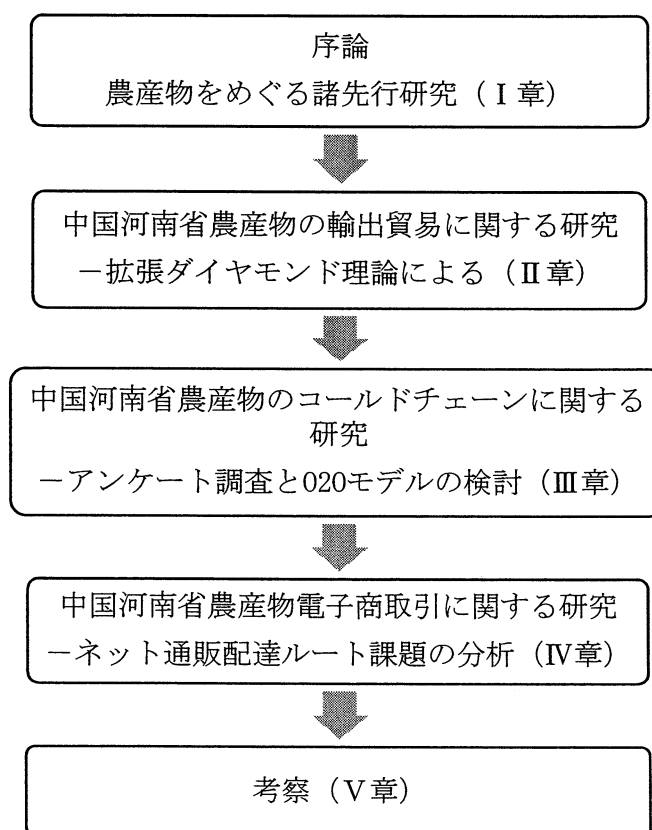 序論
農産物をめぐる諸先行研究（Ⅰ章）
中国河南省農産物の輸出貿易に関する研究
－拡張ダイヤモンド理論による（Ⅱ章）
中国河南省農産物のコールドチェーンに関する
研究
－アンケート調査とO2Oモデルの検討（Ⅲ章）
中国河南省農産物電子商取引に関する研究
－ネット通販配達ルート課題の分析（Ⅳ章）
考察（Ⅴ章）